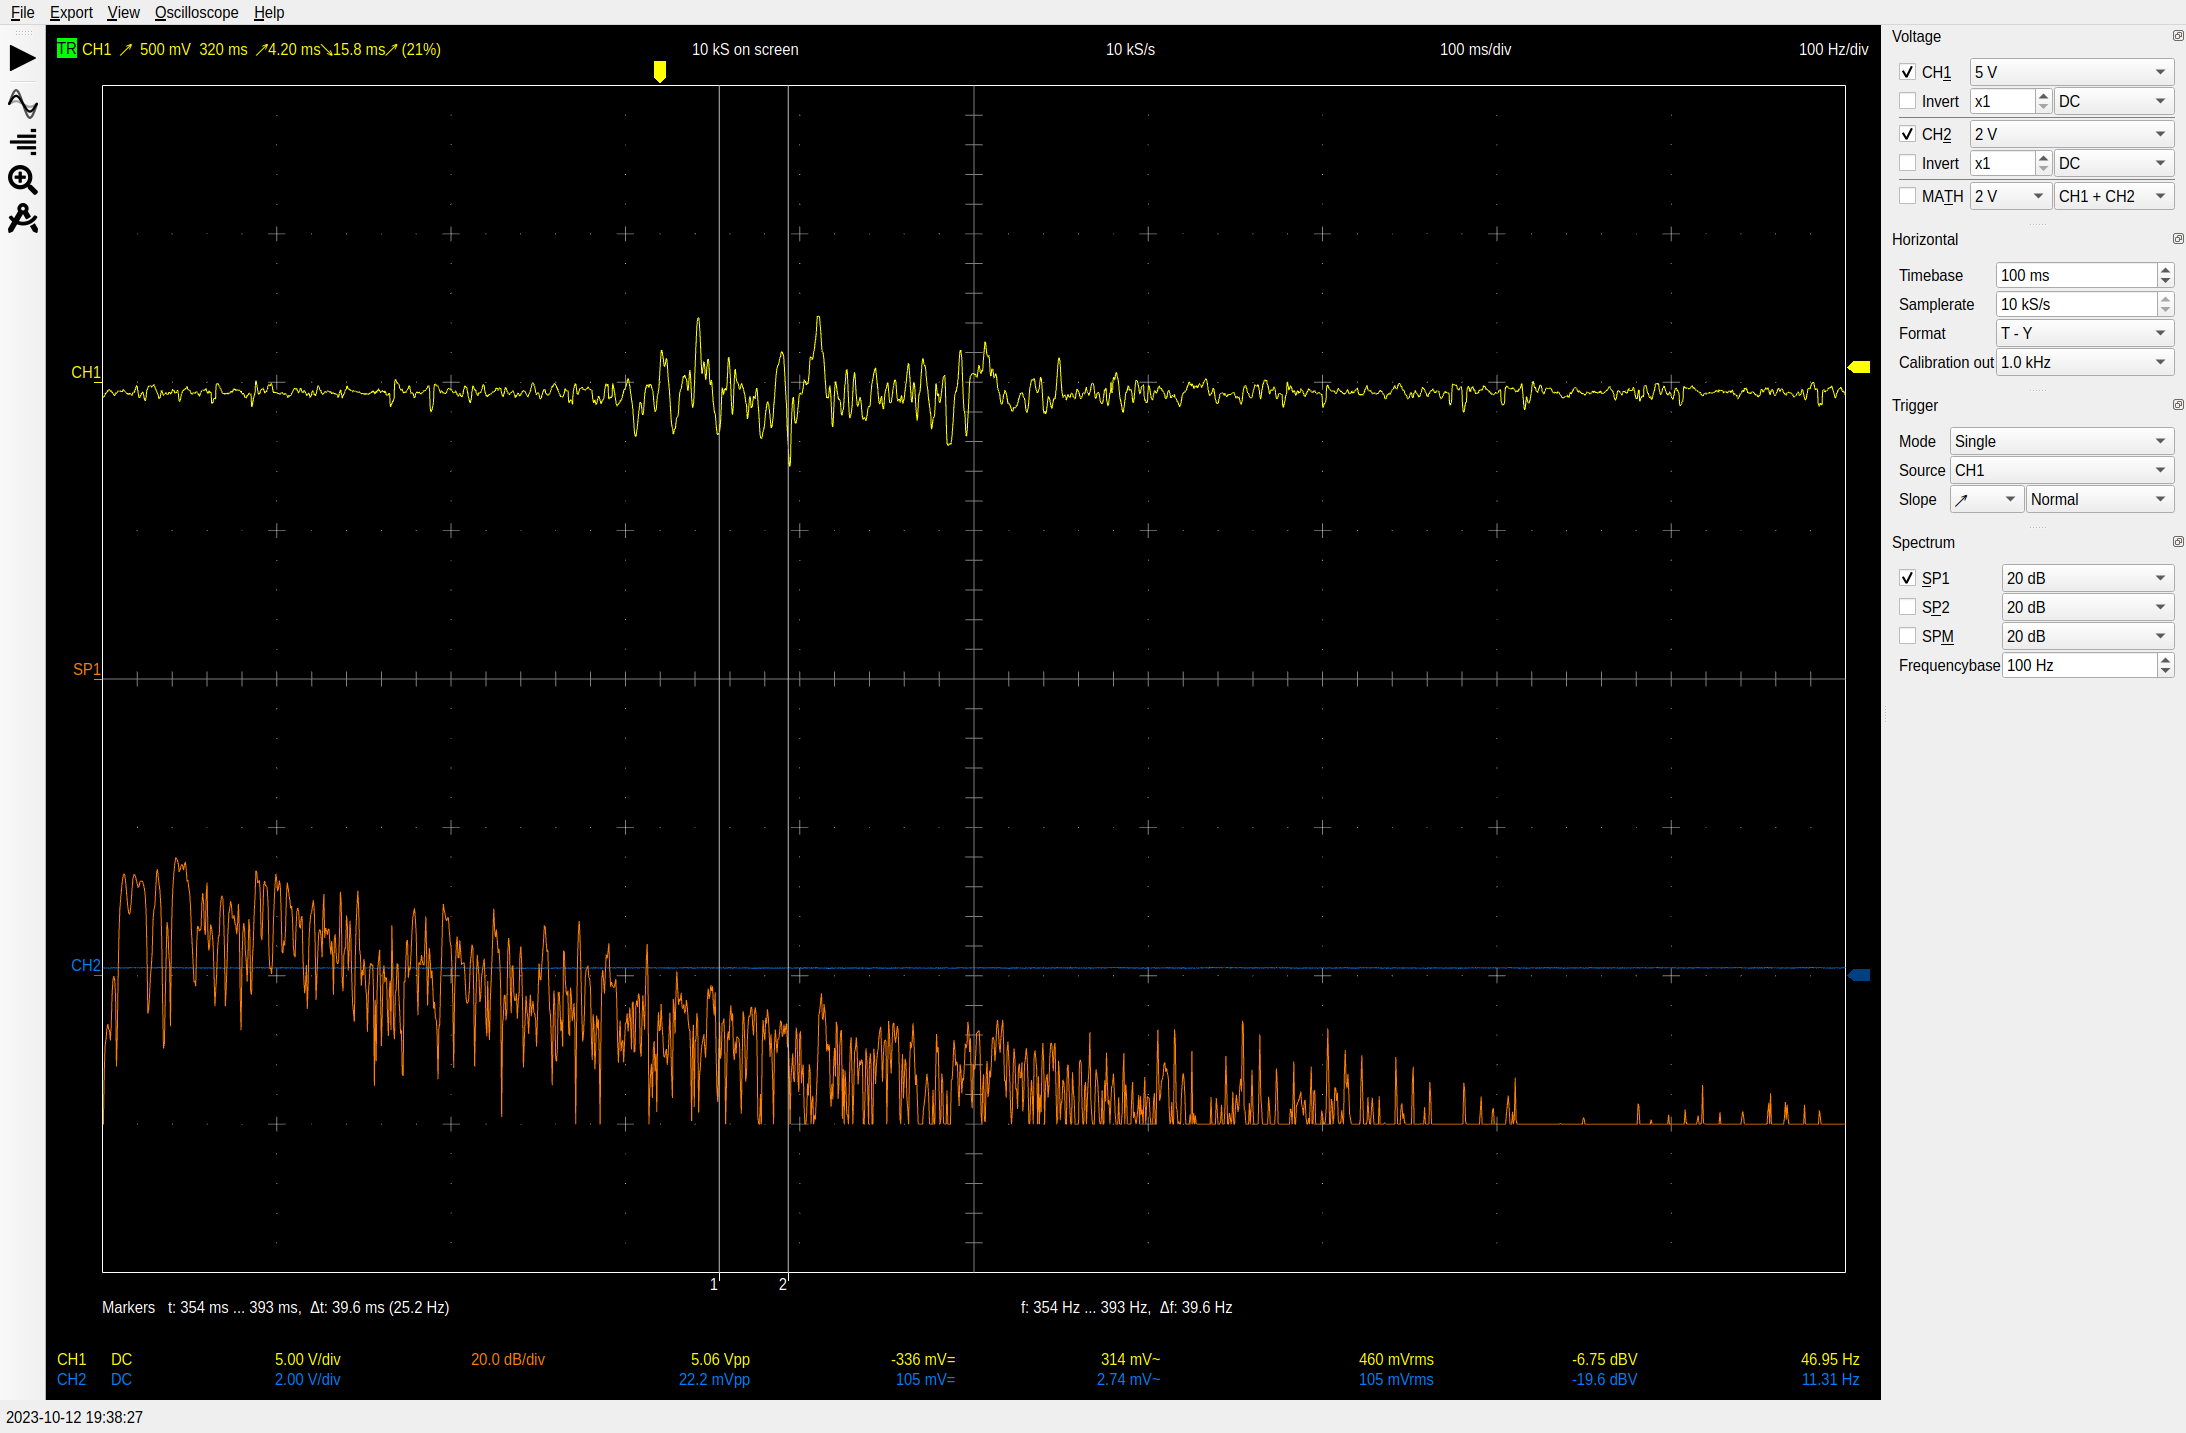 File Export View Oscilloscope Help
TR CH1 ↗ 500 mV 320 ms ↗4.20 ms↘15.8 ms↗ (21%) 10 kS on screen 10 kS/s 100 ms/div 100 Hz/div
CH1
SP1
CH2
1 2
Markers t: 354 ms ... 393 ms, Δt: 39.6 ms (25.2 Hz) f: 354 Hz ... 393 Hz, Δf: 39.6 Hz
CH1 DC 5.00 V/div 20.0 dB/div 5.06 Vpp -336 mV= 314 mV~ 460 mVrms -6.75 dBV 46.95 Hz
CH2 DC 2.00 V/div 22.2 mVpp 105 mV= 2.74 mV~ 105 mVrms -19.6 dBV 11.31 Hz
2023-10-12 19:38:27
Voltage
CH1 5 V
Invert x1 DC
CH2 2 V
Invert x1 DC
MATH 2 V CH1 + CH2
Horizontal
Timebase 100 ms
Samplerate 10 kS/s
Format T - Y
Calibration out 1.0 kHz
Trigger
Mode Single
Source CH1
Slope ↗ Normal
Spectrum
SP1 20 dB
SP2 20 dB
SPM 20 dB
Frequencybase 100 Hz